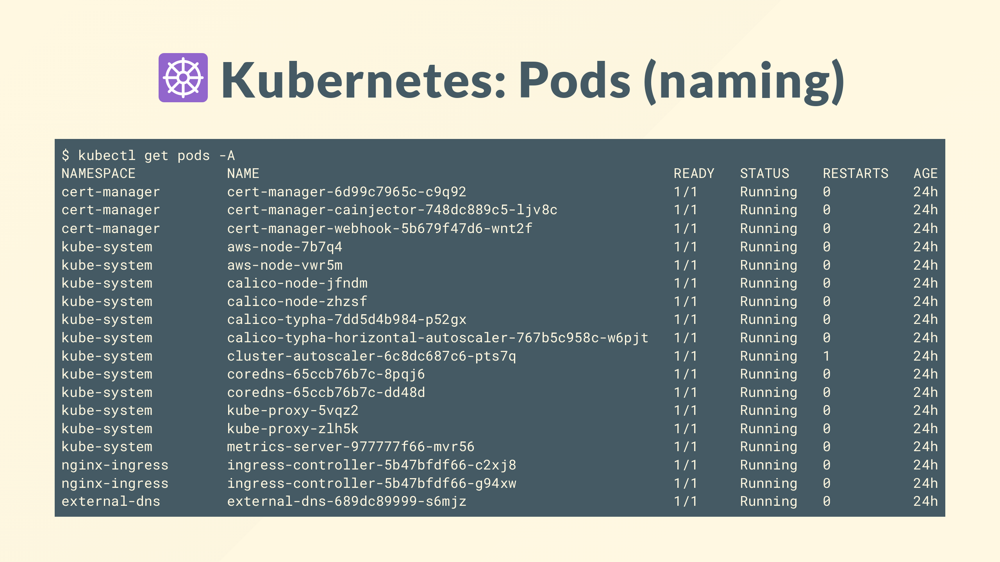 Kubernetes: Pods (naming)
$ kubectl get pods -A
NAMESPACE NAME READY STATUS RESTARTS AGE
cert-manager cert-manager-6d99c7965c-c9q92 1/1 Running 0 24h
cert-manager cert-manager-cainjector-748dc889c5-ljv8c 1/1 Running 0 24h
cert-manager cert-manager-webhook-5b679f47d6-wnt2f 1/1 Running 0 24h
kube-system aws-node-7b7q4 1/1 Running 0 24h
kube-system aws-node-vwr5m 1/1 Running 0 24h
kube-system calico-node-jfndm 1/1 Running 0 24h
kube-system calico-node-zhzsf 1/1 Running 0 24h
kube-system calico-typha-7dd5d4b984-p52gx 1/1 Running 0 24h
kube-system calico-typha-horizontal-autoscaler-767b5c958c-w6pjt 1/1 Running 0 24h
kube-system cluster-autoscaler-6c8dc687c6-pts7q 1/1 Running 1 24h
kube-system coredns-65ccb76b7c-8pqj6 1/1 Running 0 24h
kube-system coredns-65ccb76b7c-dd48d 1/1 Running 0 24h
kube-system kube-proxy-5vqz2 1/1 Running 0 24h
kube-system kube-proxy-zlh5k 1/1 Running 0 24h
kube-system metrics-server-977777f66-mvr56 1/1 Running 0 24h
nginx-ingress ingress-controller-5b47bfdf66-c2xj8 1/1 Running 0 24h
nginx-ingress ingress-controller-5b47bfdf66-g94xw 1/1 Running 0 24h
external-dns external-dns-689dc89999-s6mjz 1/1 Running 0 24h